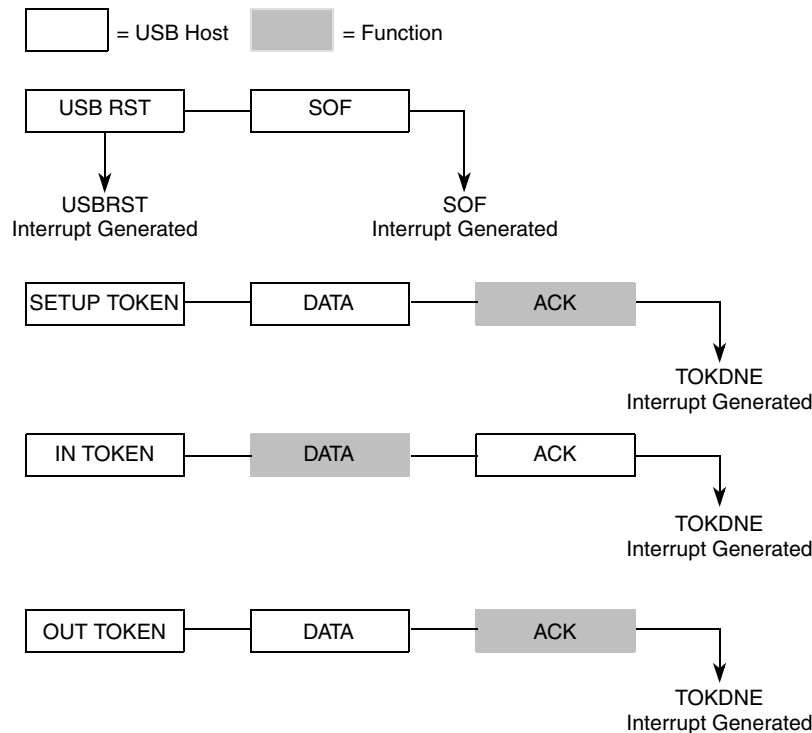 = USB Host
= Function
USB RST
SOF
USBRST
Interrupt Generated
SOF
Interrupt Generated
SETUP TOKEN
DATA
ACK
TOKDNE
Interrupt Generated
IN TOKEN
DATA
ACK
TOKDNE
Interrupt Generated
OUT TOKEN
DATA
ACK
TOKDNE
Interrupt Generated